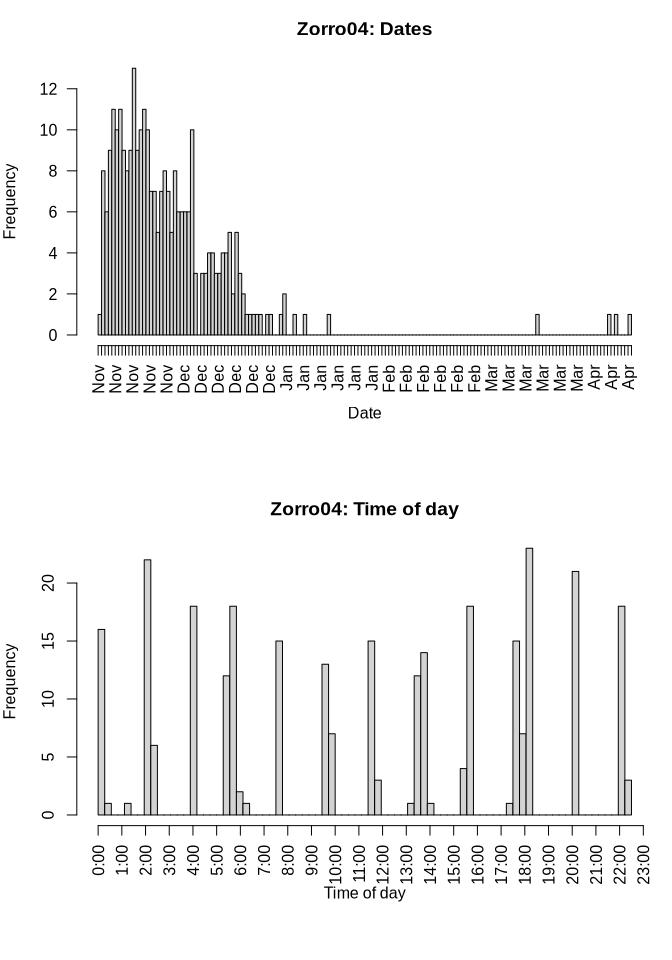 Zorro04: Dates
12
10
8
6
4
2
0
Frequency
Nov Nov Nov Nov Nov Dec Dec Dec Dec Dec Dec Jan Jan Jan Jan Jan Jan Feb Feb Feb Feb Feb Feb Mar Mar Mar Mar Mar Mar Apr Apr Apr
Date
Zorro04: Time of day
20
15
10
5
0
Frequency
0:00 1:00 2:00 3:00 4:00 5:00 6:00 7:00 8:00 9:00 10:00 11:00 12:00 13:00 14:00 15:00 16:00 17:00 18:00 19:00 20:00 21:00 22:00 23:00
Time of day